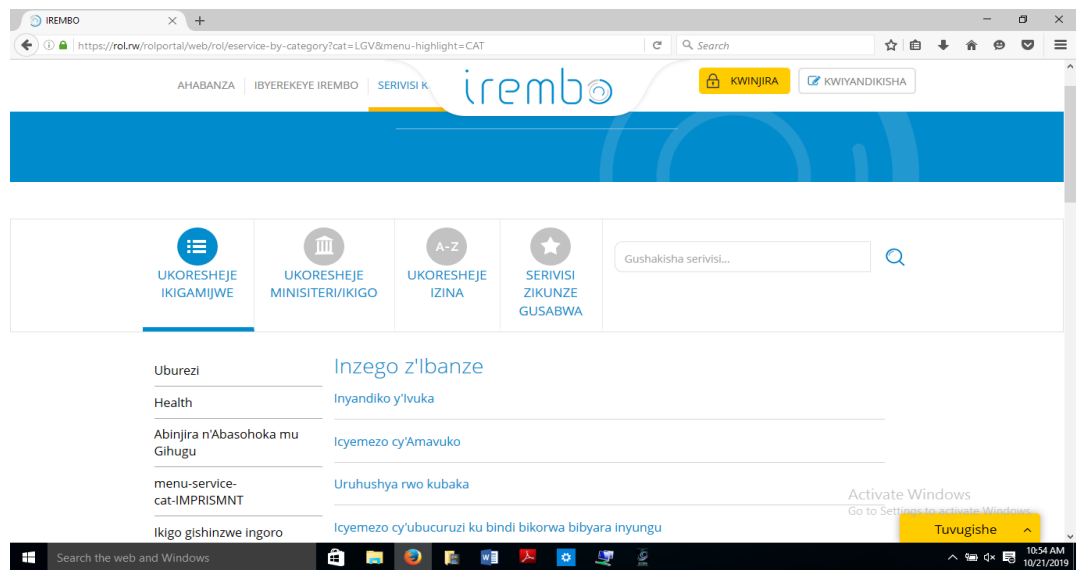 IREMBO
https://rol.rw/rolportal/web/rol/eservice-by-category?cat=LGV&menu-highlight=CAT
Search
AHABANZA
IBYEREKEYE IREMBO
SERIVISI K
irembo
KWINJIRA
KWIYANDIKISHA
UKORESHEJE
IKIGAMIJWE
UKORESHEJE
MINISITERI/IKIGO
A-Z
UKORESHEJE
IZINA
SERIVISI
ZIKUNZE
GUSABWA
Gushakisha serivisi...
Uburezi
Health
Abinjira n'Abasohoka mu
Gihugu
menu-service-
cat-IMPRISMNT
Ikigo gishinzwe ingoro
Inzego z'Ibanze
Inyandiko y'Ivuka
Icyemezo cy'Amavuko
Uruhushya rwo kubaka
Icyemezo cy'ubucuruzi ku bindi bikorwa bibyara inyungu
Activate Windows
Go to Settings to activate Windows.
Tuvugishe
Search the web and Windows
10:54 AM
10/21/2019